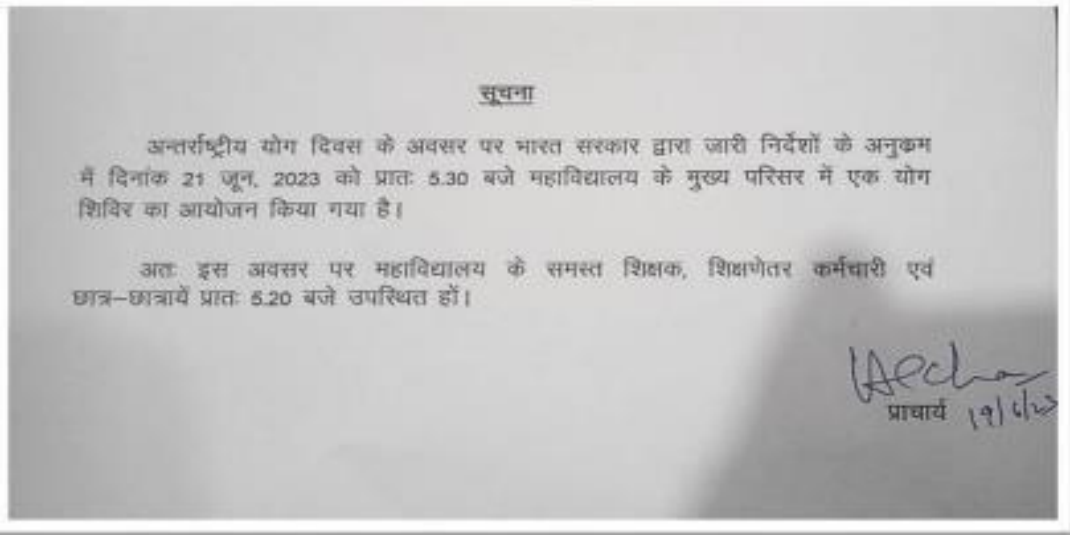 सूचना
अन्तर्राष्ट्रीय योग दिवस के अवसर पर भारत सरकार द्वारा जारी निर्देशों के अनुक्रम
में दिनांक 21 जून, 2023 को प्रातः 5.30 बजे महाविद्यालय के मुख्य परिसर में एक योग
शिविर का आयोजन किया गया है।
अतः इस अवसर पर महाविद्यालय के समस्त शिक्षक, शिक्षणेतर कर्मचारी एवं
छात्र–छात्रायें प्रातः 5.20 बजे उपस्थित हों।
प्राचार्य 19/6/23